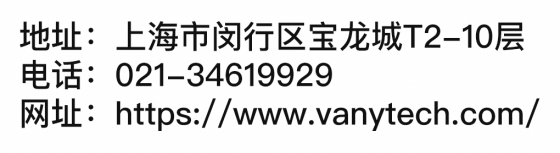 地址：上海市闵行区宝龙城T2-10层
电话：021-34619929
网址：https://www.vanytech.com/